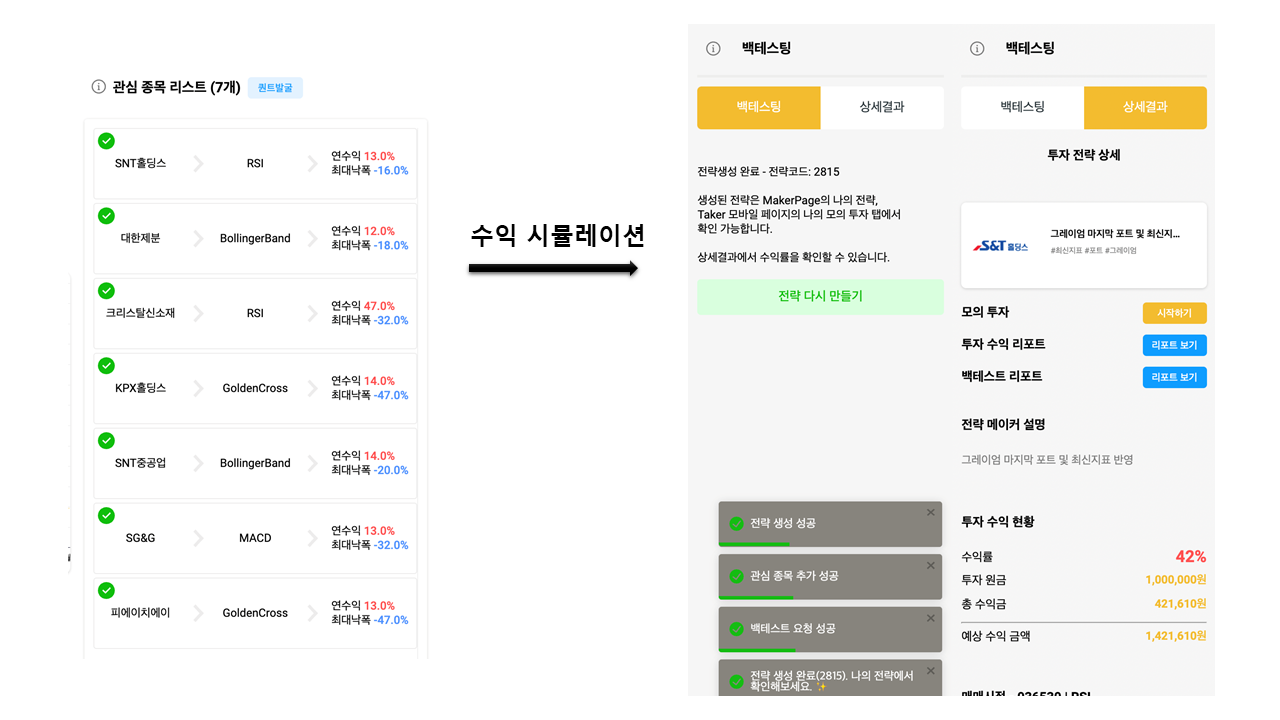 관심 종목 리스트 (7개) 퀀트발굴
SNT홀딩스 RSI 연수익 13.0%
최대낙폭 -16.0%
대한제분 BollingerBand 연수익 12.0%
최대낙폭 -18.0%
크리스탈신소재 RSI 연수익 47.0%
최대낙폭 -32.0%
KPX홀딩스 GoldenCross 연수익 14.0%
최대낙폭 -47.0%
SNT중공업 BollingerBand 연수익 14.0%
최대낙폭 -20.0%
SG&G MACD 연수익 13.0%
최대낙폭 -32.0%
피에이치에이 GoldenCross 연수익 13.0%
최대낙폭 -47.0%
수익 시뮬레이션
백테스팅
백테스팅 상세결과
전략생성 완료 - 전략코드: 2815
생성된 전략은 MakerPage의 나의 전략,
Taker 모바일 페이지의 나의 모의 투자 탭에서
확인 가능합니다.
상세결과에서 수익률을 확인할 수 있습니다.
전략 다시 만들기
전략 생성 성공
관심 종목 추가 성공
백테스트 요청 성공
전략 생성 완료(2815). 나의 전략에서
확인해보세요. ✨
백테스팅
백테스팅 상세결과
투자 전략 상세
S&T 홀딩스
그레이엄 마지막 포트 및 최신지...
#최신지표 #포트 #그레이엄
모의 투자 시작하기
투자 수익 리포트 리포트 보기
백테스트 리포트 리포트 보기
전략 메이커 설명
그레이엄 마지막 포트 및 최신지표 반영
투자 수익 현황
수익률 42%
투자 원금 1,000,000원
총 수익금 421,610원
예상 수익 금액 1,421,610원